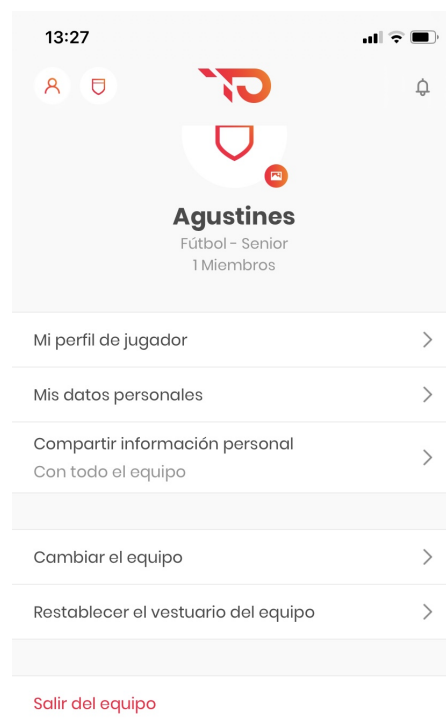 13:27
Agustines
Fútbol - Senior
1 Miembros
Mi perfil de jugador
Mis datos personales
Compartir información personal
Con todo el equipo
Cambiar el equipo
Restablecer el vestuario del equipo
Salir del equipo